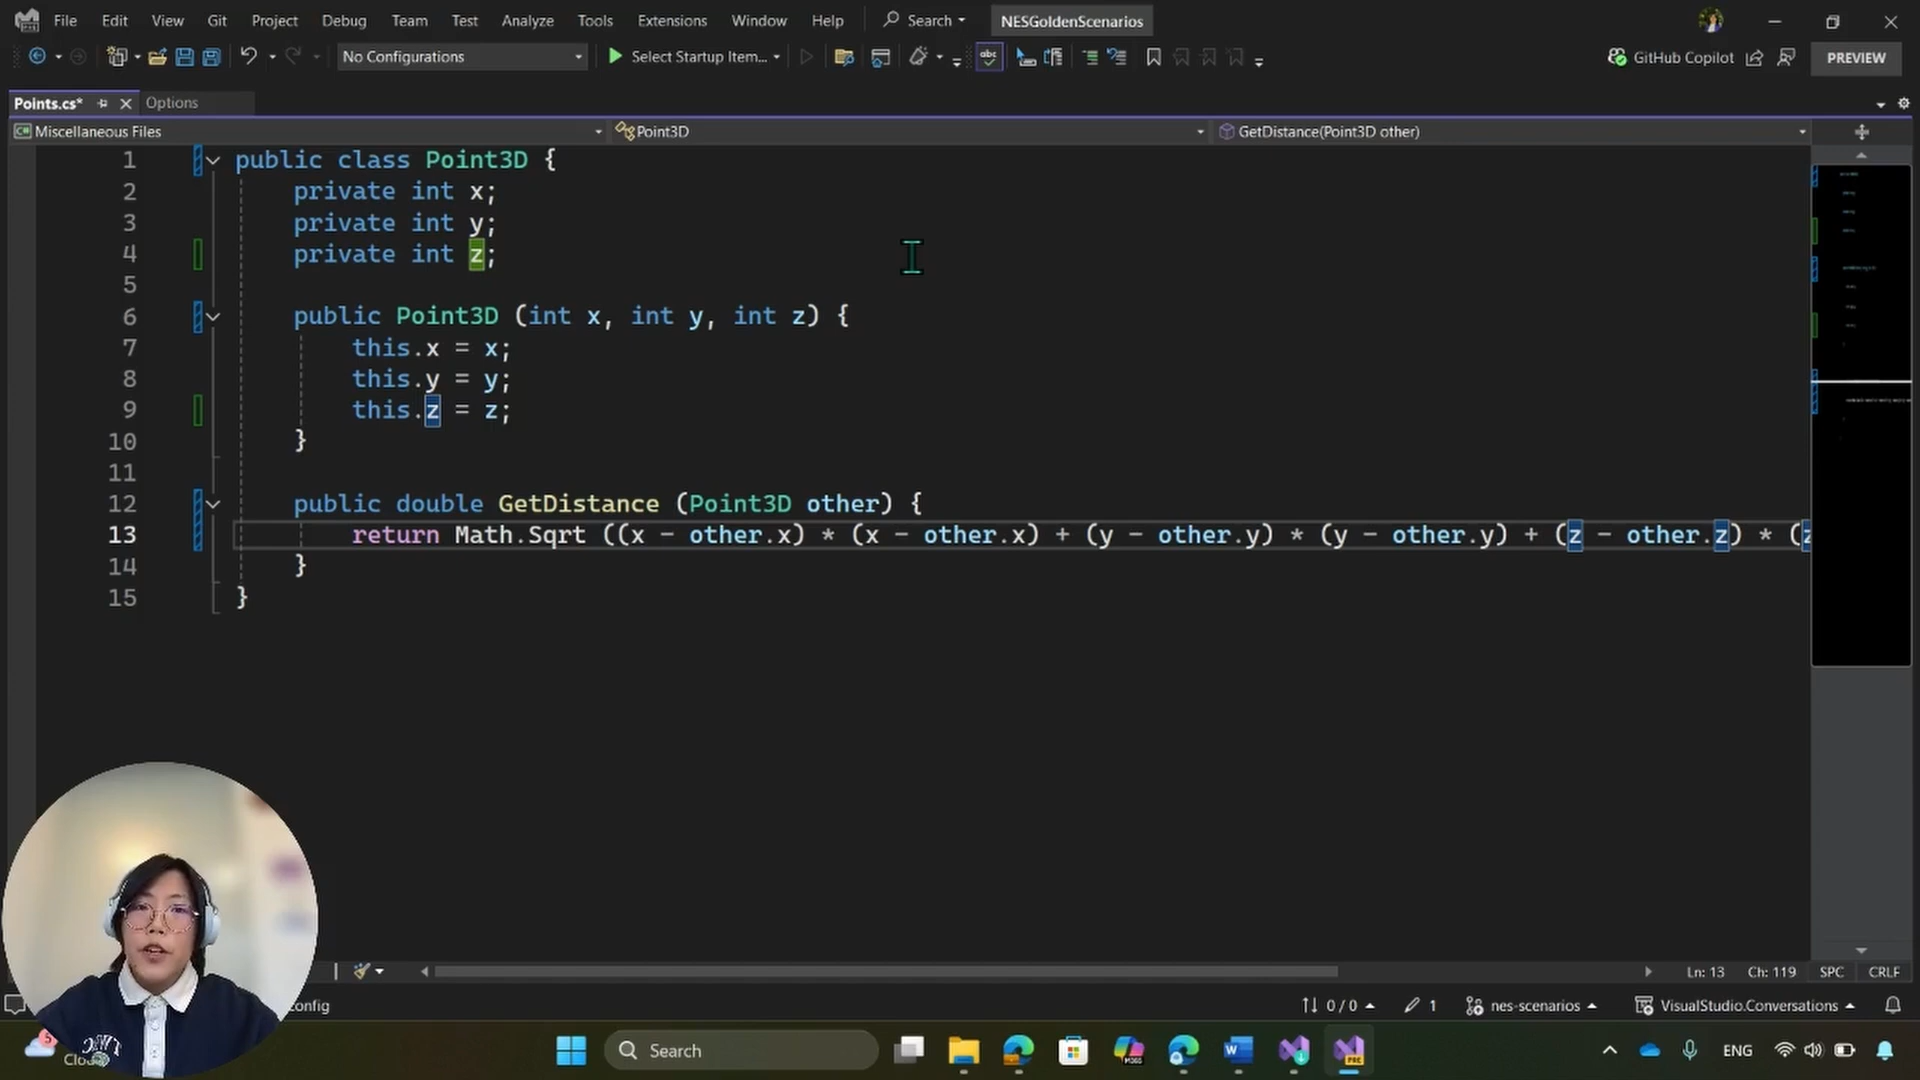 File Edit View Git Project Debug Team Test Analyze Tools Extensions Window Help Search NESGoldenScenarios
No Configurations Select Startup Item... GitHub Copilot PREVIEW
Points.cs* Options
Miscellaneous Files Point3D GetDistance(Point3D other)
1 public class Point3D {
2 private int x;
3 private int y;
4 private int z;
5
6 public Point3D (int x, int y, int z) {
7 this.x = x;
8 this.y = y;
9 this.z = z;
10 }
11
12 public double GetDistance (Point3D other) {
13 return Math.Sqrt ((x - other.x) * (x - other.x) + (y - other.y) * (y - other.y) + (z - other.z) * (z
14 }
15 }
Ln: 13 Ch: 119 SPC CRLF
0 / 0 1 nes-scenarios VisualStudio.Conversations
Search ENG